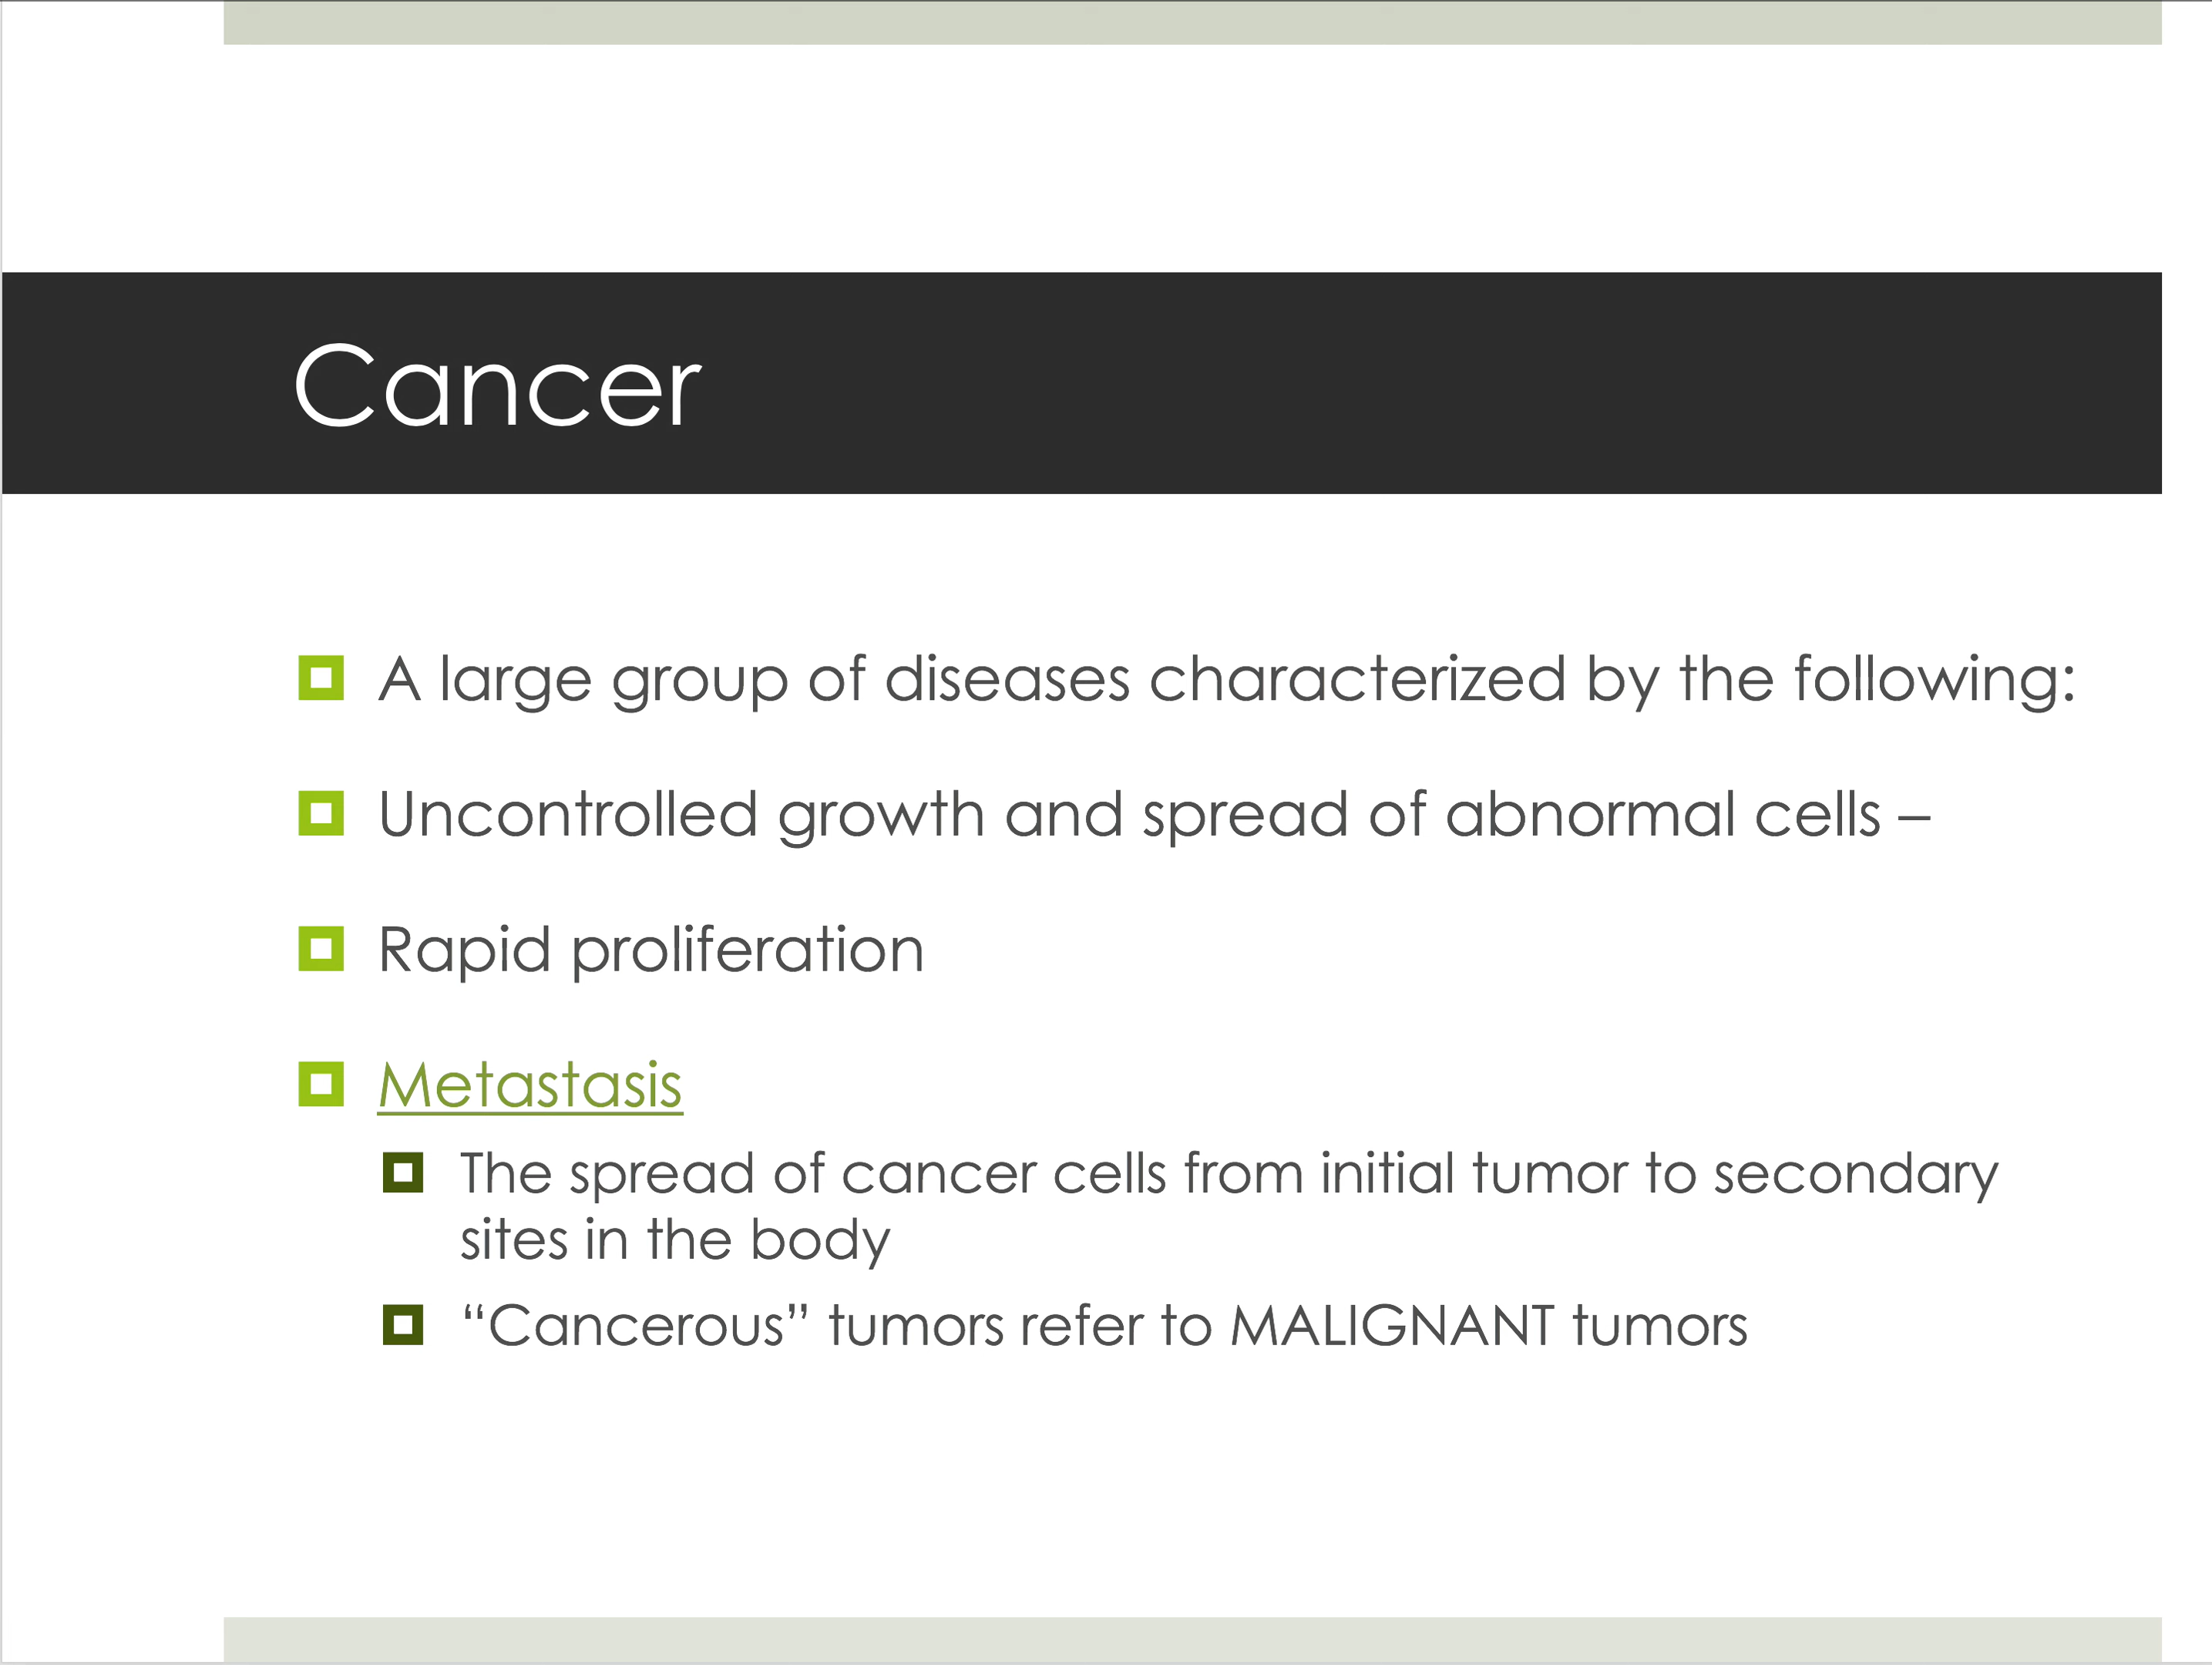 Cancer
A large group of diseases characterized by the following:
Uncontrolled growth and spread of abnormal cells –
Rapid proliferation
Metastasis
The spread of cancer cells from initial tumor to secondary
sites in the body
“Cancerous” tumors refer to MALIGNANT tumors